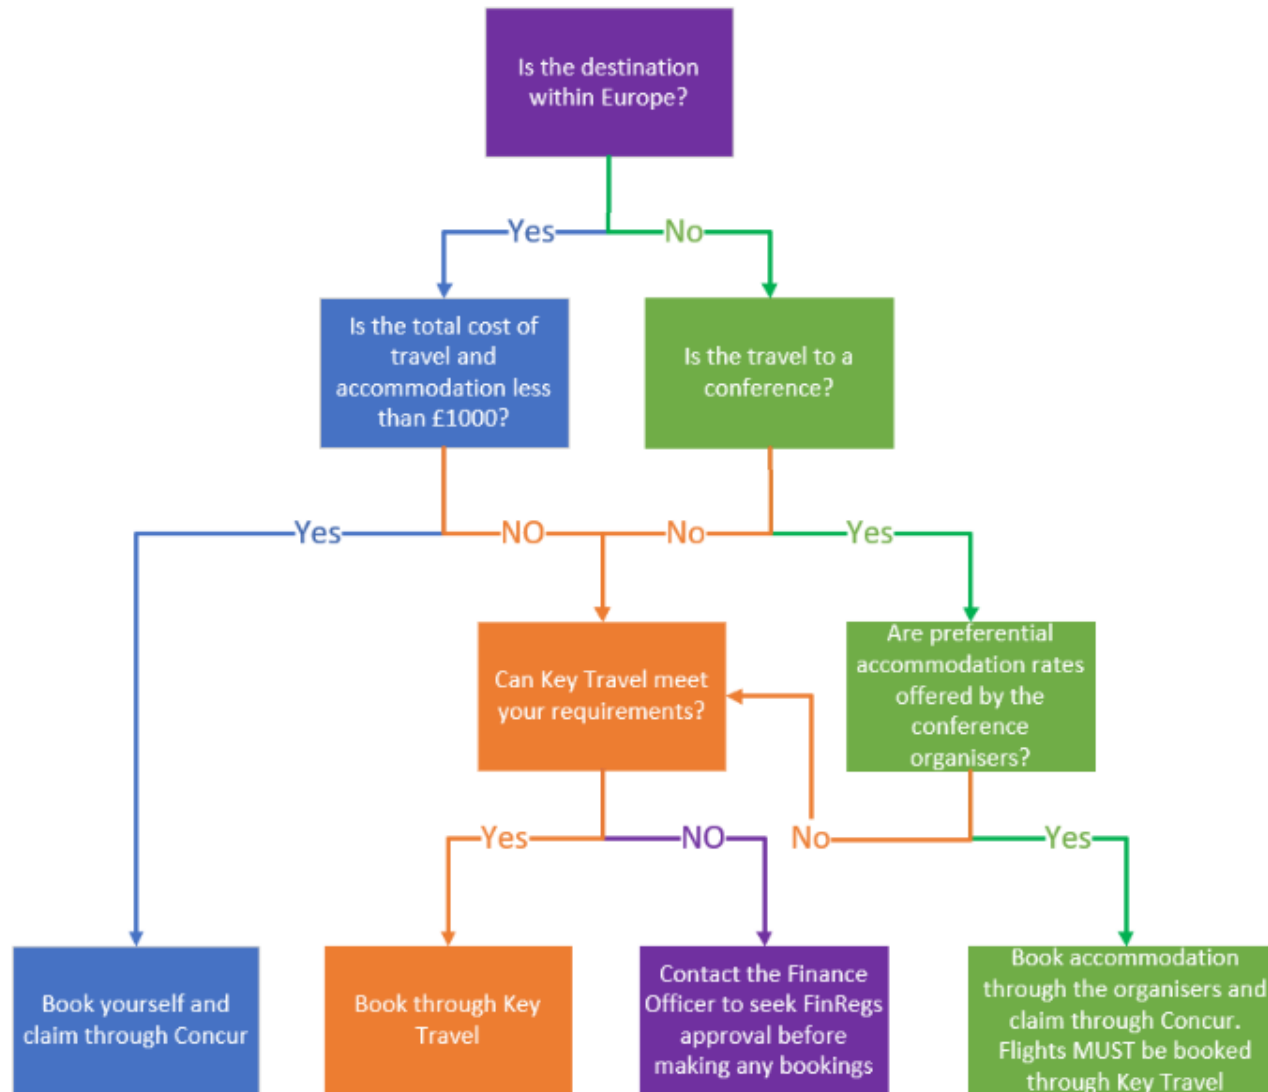 Is the destination
within Europe?
Yes
No
Is the total cost of
travel and
accommodation less
than £1000?
Is the travel to a
conference?
Yes
NO
No
Yes
Can Key Travel meet
your requirements?
Are preferential
accommodation rates
offered by the
conference
organisers?
Yes
NO
No
Yes
Book yourself and
claim through Concur
Book through Key
Travel
Contact the Finance
Officer to seek FinRegs
approval before
making any bookings
Book accommodation
through the organisers and
claim through Concur.
Flights MUST be booked
through Key Travel